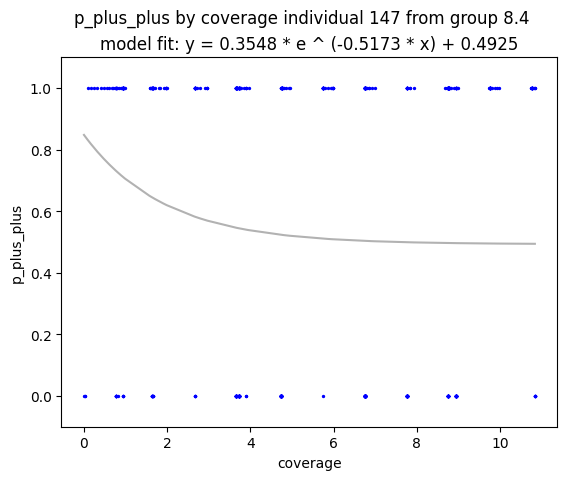 p_plus_plus by coverage individual 147 from group 8.4
model fit: y = 0.3548 * e ^ (-0.5173 * x) + 0.4925
1.0
0.8
0.6
0.4
0.2
0.0
p_plus_plus
0 2 4 6 8 10
coverage